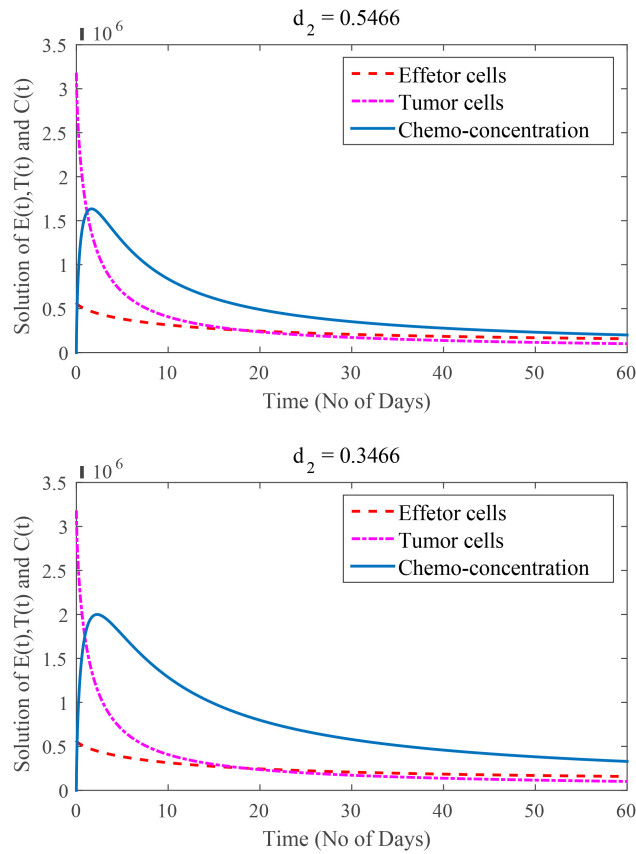 d2 = 0.5466
10^6
3.5
3
2.5
2
1.5
1
0.5
0
Solution of E(t),T(t) and C(t)
Effetor cells
Tumor cells
Chemo-concentration
0 10 20 30 40 50 60
Time (No of Days)
d2 = 0.3466
10^6
3.5
3
2.5
2
1.5
1
0.5
0
Solution of E(t),T(t) and C(t)
Effetor cells
Tumor cells
Chemo-concentration
0 10 20 30 40 50 60
Time (No of Days)